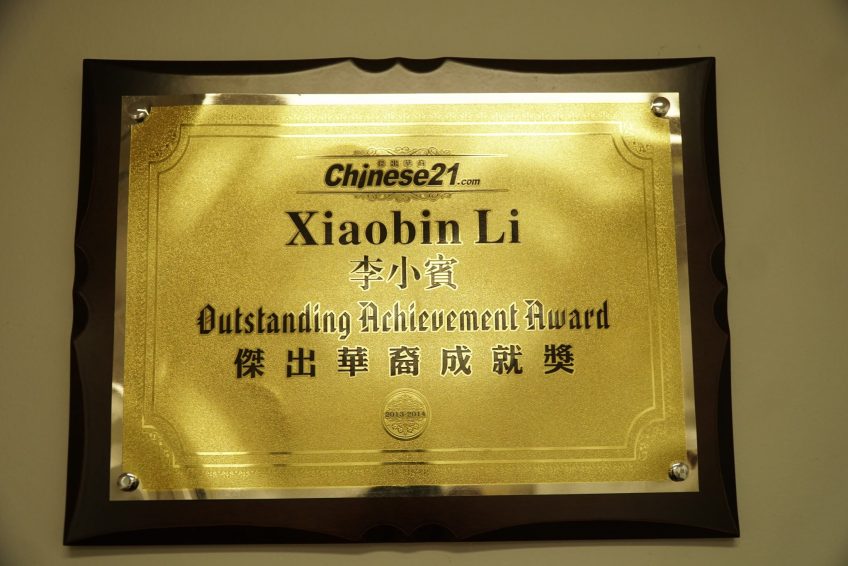 Chinese21.com
Xiaobin Li
李小賓
Outstanding Achievement Award
傑出華裔成就獎
2013-2014